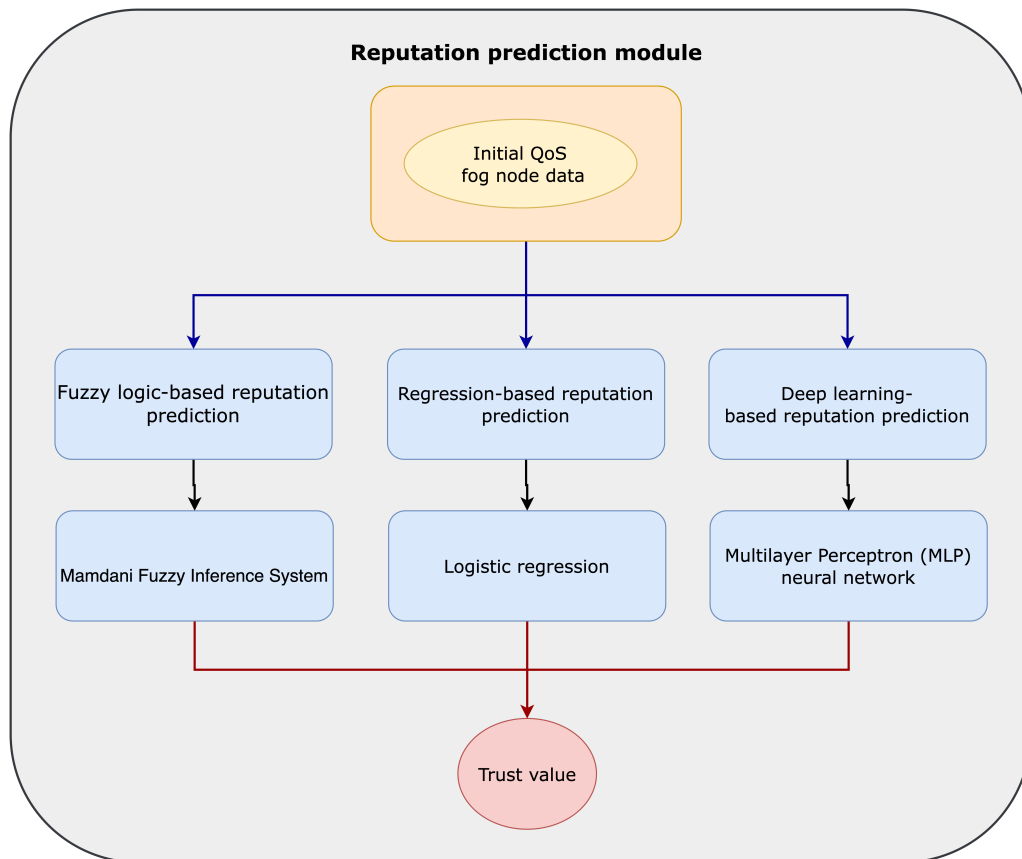 Reputation prediction module
Initial QoS
fog node data
Fuzzy logic-based reputation
prediction
Regression-based reputation
prediction
Deep learning-
based reputation prediction
Mamdani Fuzzy Inference System
Logistic regression
Multilayer Perceptron (MLP)
neural network
Trust value